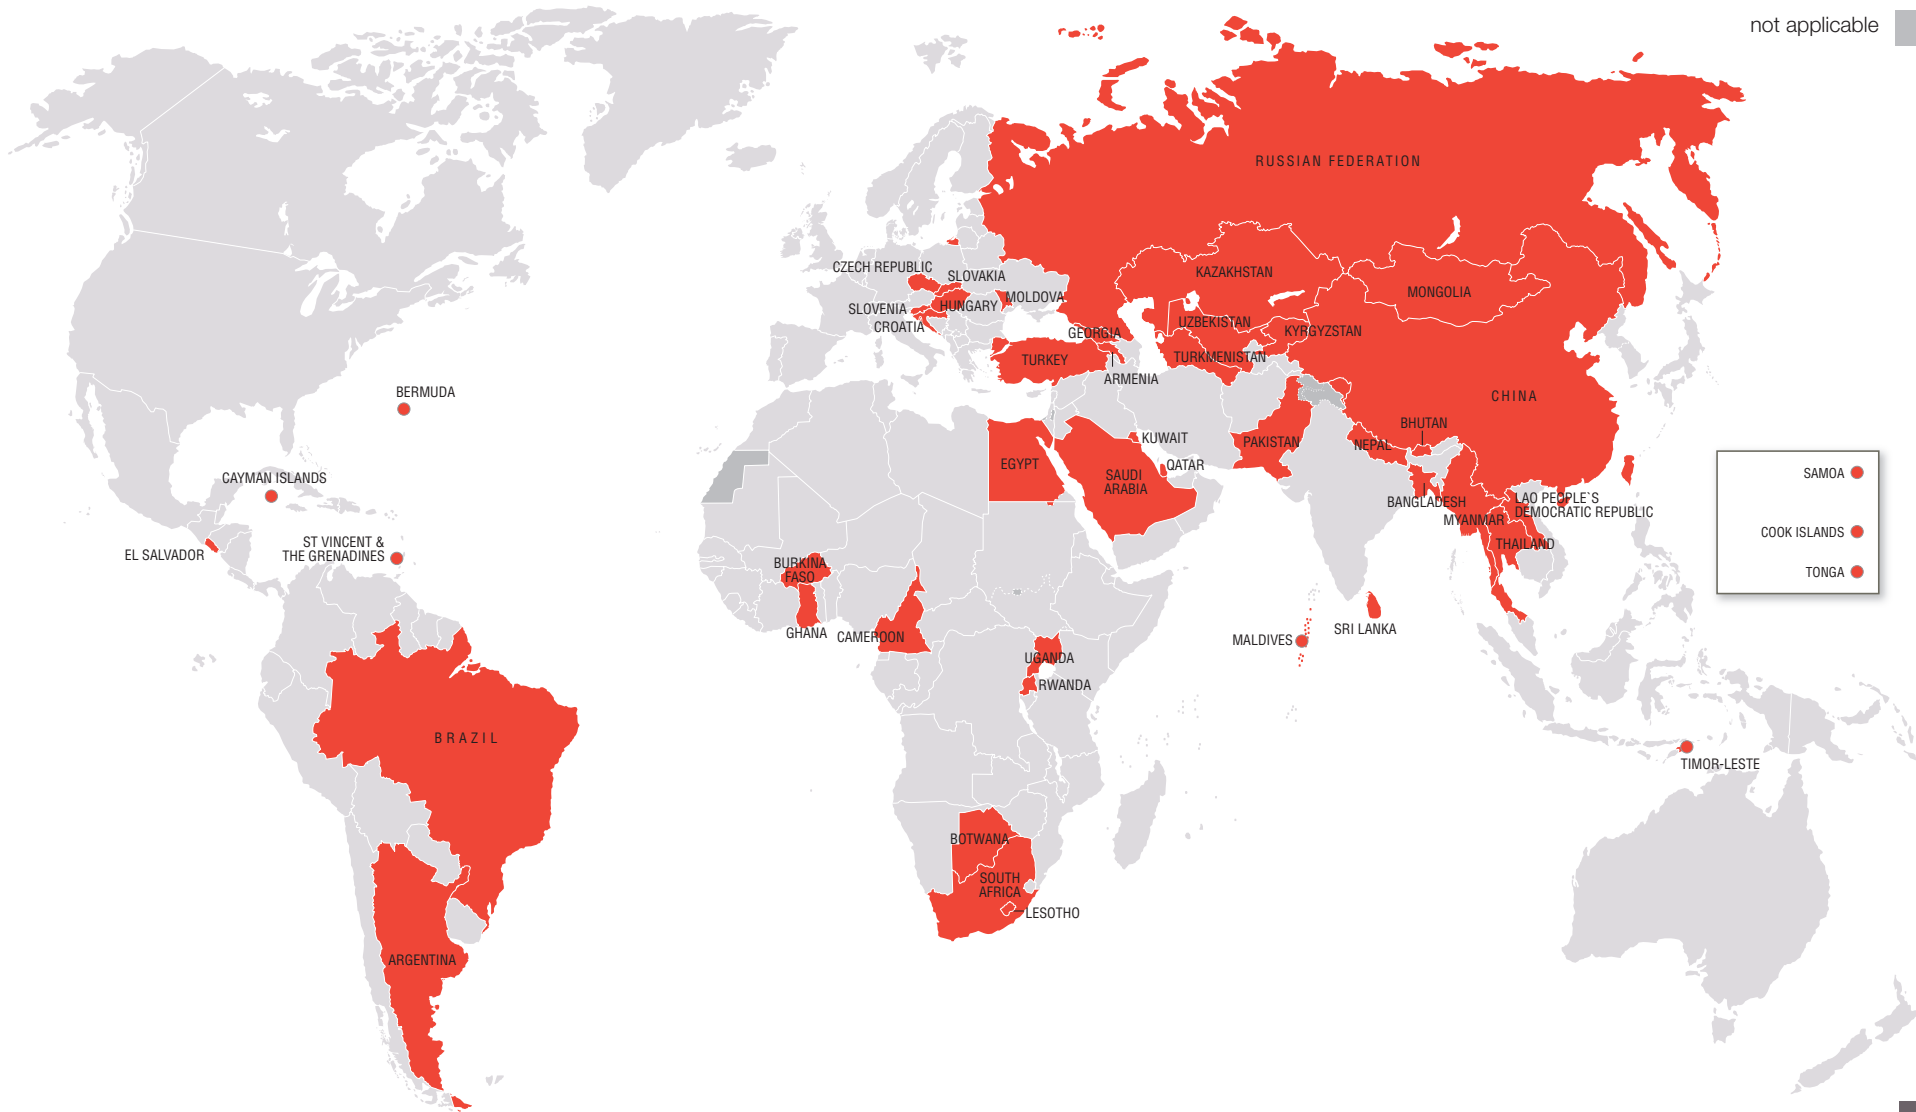 not applicable
RUSSIAN FEDERATION
CZECH REPUBLIC
SLOVAKIA
KAZAKHSTAN
MONGOLIA
MOLDOVA
HUNGARY
SLOVENIA
CROATIA
UZBEKISTAN
KYRGYZSTAN
GEORGIA
TURKEY
TURKMENISTAN
ARMENIA
BERMUDA
CHINA
BHUTAN
KUWAIT
PAKISTAN
NEPAL
EGYPT
QATAR
SAUDI
ARABIA
CAYMAN ISLANDS
SAMOA
BANGLADESH
LAO PEOPLE`S
DEMOCRATIC REPUBLIC
MYANMAR
COOK ISLANDS
ST VINCENT &
THE GRENADINES
EL SALVADOR
THAILAND
BURKINA
FASO
TONGA
GHANA
CAMEROON
MALDIVES
SRI LANKA
UGANDA
RWANDA
BRAZIL
TIMOR-LESTE
BOTWANA
SOUTH
AFRICA
LESOTHO
ARGENTINA